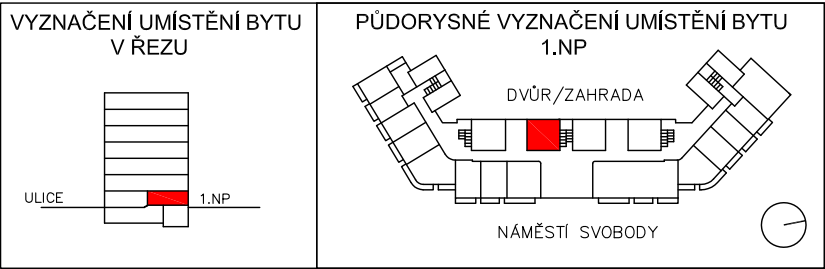 VYZNAČENÍ UMÍSTĚNÍ BYTU
V ŘEZU
ULICE
1.NP
PŮDORYSNÉ VYZNAČENÍ UMÍSTĚNÍ BYTU
1.NP
DVŮR/ZAHRADA
NÁMĚSTÍ SVOBODY